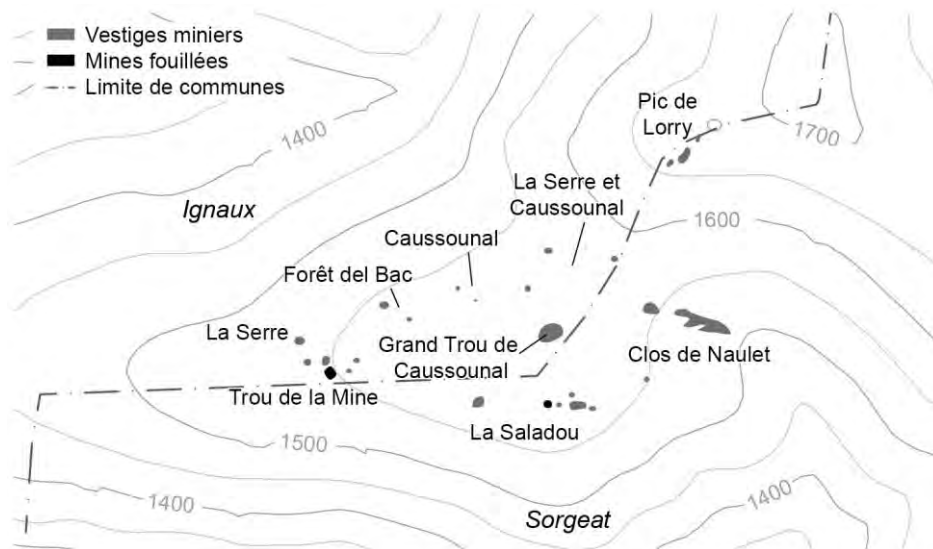 Vestiges miniers
Mines fouillées
Limite de communes
Pic de
Lorry
1700
1400
La Serre et
Caussounal
Ignaux
1600
Caussounal
Forêt del Bac
La Serre
Grand Trou de
Caussounal
Clos de Naulet
Trou de la Mine
La Saladou
1500
1400
1400
Sorgeat